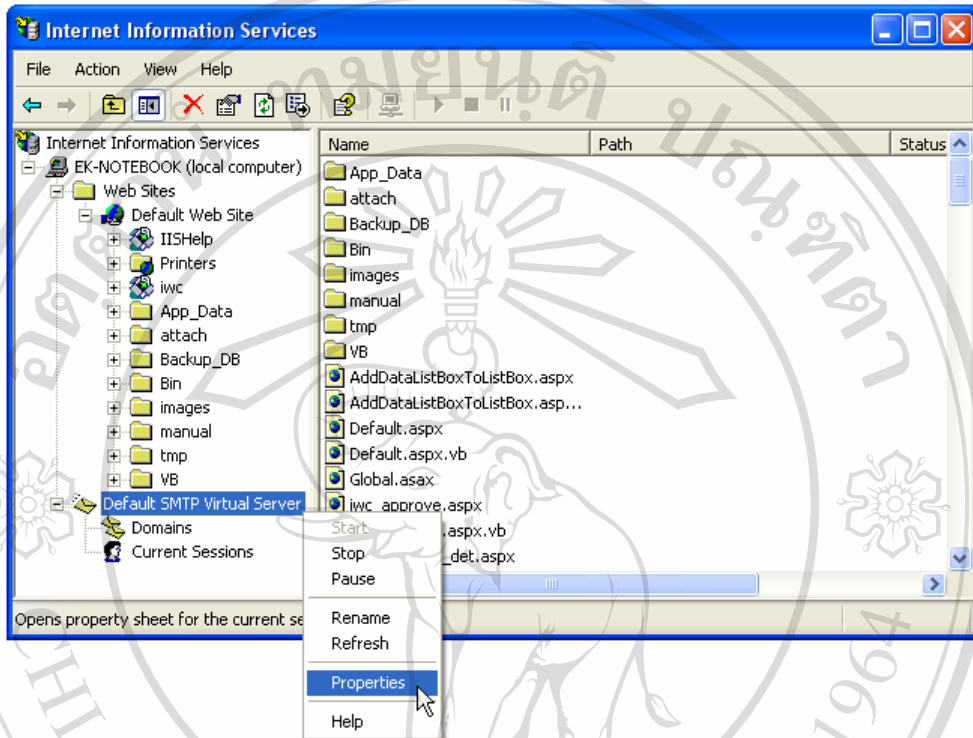 Internet Information Services
File Action View Help
Internet Information Services
EK-NOTEBOOK (local computer)
Web Sites
Default Web Site
IISHelp
Printers
iwc
App_Data
attach
Backup_DB
Bin
images
manual
tmp
VB
Default SMTP Virtual Server
Domains
Current Sessions
Name Path Status
App_Data
attach
Backup_DB
Bin
images
manual
tmp
VB
AddDataListBoxToListBox.aspx
AddDataListBoxToListBox.asp...
Default.aspx
Default.aspx.vb
Global.asax
iwc_approve.aspx
.aspx.vb
_det.aspx
Start
Stop
Pause
Rename
Refresh
Properties
Help
Opens property sheet for the current se
1964